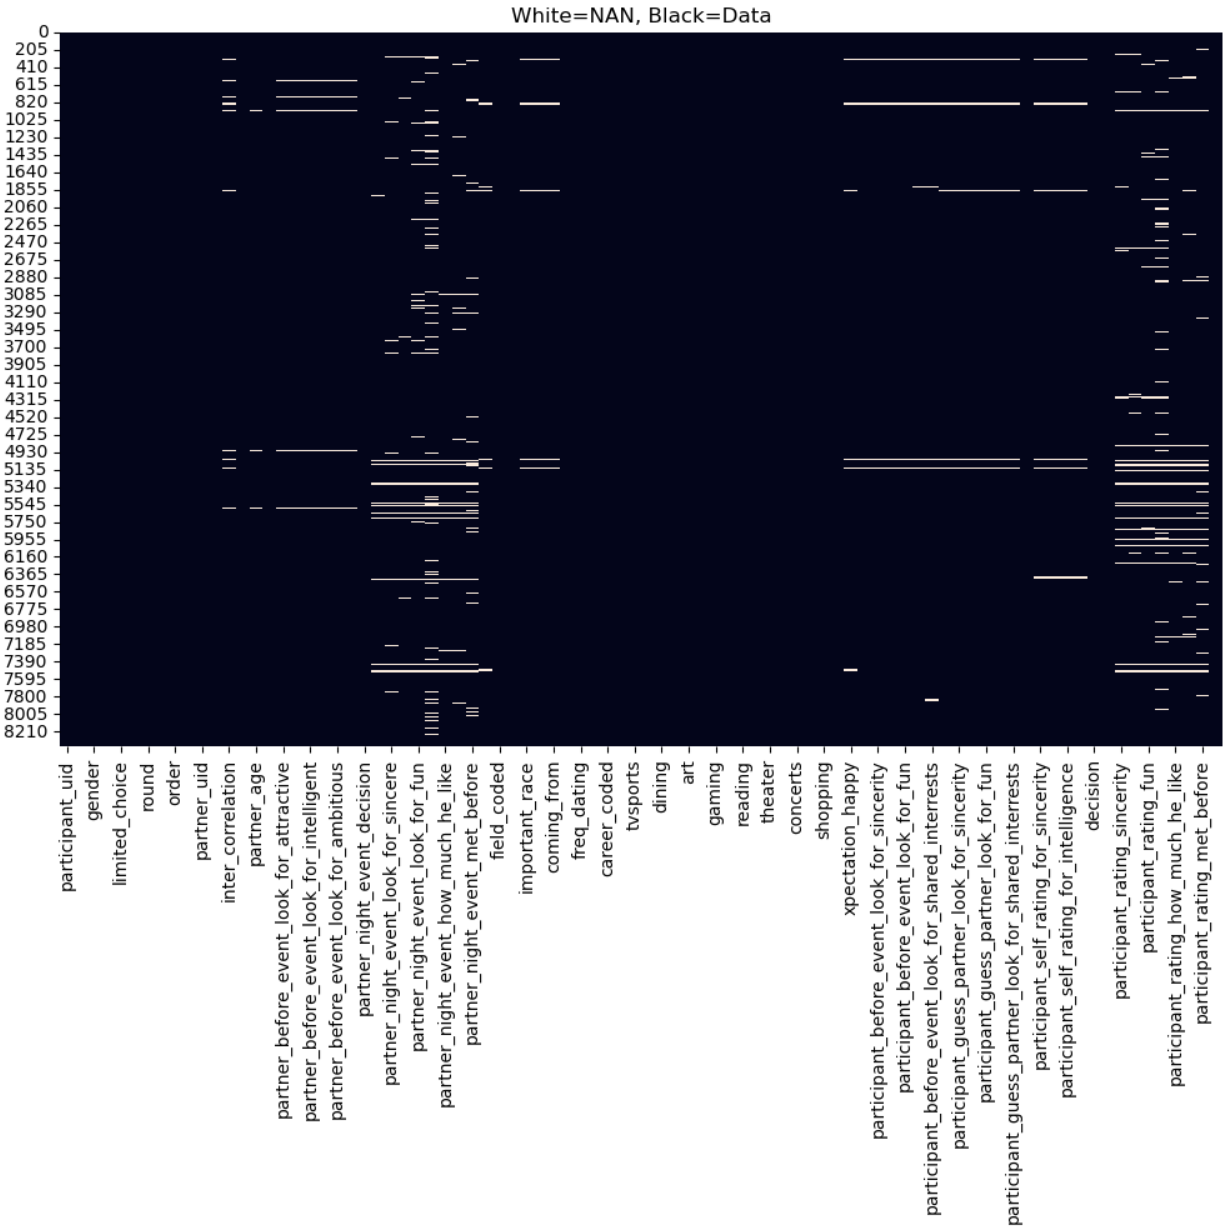 White=NAN, Black=Data
0
205
410
615
820
1025
1230
1435
1640
1855
2060
2265
2470
2675
2880
3085
3290
3495
3700
3905
4110
4315
4520
4725
4930
5135
5340
5545
5750
5955
6160
6365
6570
6775
6980
7185
7390
7595
7800
8005
8210
participant_uid
gender
limited_choice
round
order
partner_uid
inter_correlation
partner_age
partner_before_event_look_for_attractive
partner_before_event_look_for_intelligent
partner_before_event_look_for_ambitious
partner_night_event_decision
partner_night_event_look_for_sincere
partner_night_event_look_for_fun
partner_night_event_how_much_he_like
partner_night_event_met_before
field_coded
important_race
coming_from
freq_dating
career_coded
tvsports
dining
art
gaming
reading
theater
concerts
shopping
xpectation_happy
participant_before_event_look_for_sincerity
participant_before_event_look_for_fun
participant_before_event_look_for_shared_interrests
participant_guess_partner_look_for_sincerity
participant_guess_partner_look_for_fun
participant_guess_partner_look_for_shared_interrests
participant_self_rating_for_sincerity
participant_self_rating_for_intelligence
decision
participant_rating_sincerity
participant_rating_fun
participant_rating_how_much_he_like
participant_rating_met_before